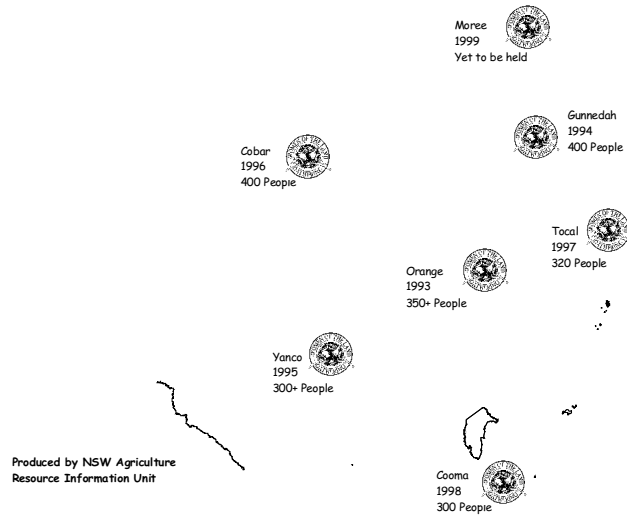 Moree
1999
Yet to be held
Gunnedah
1994
400 People
Cobar
1996
400 People
Tocal
1997
320 People
Orange
1993
350+ People
Yanco
1995
300+ People
Produced by NSW Agriculture
Resource Information Unit
Cooma
1998
300 People